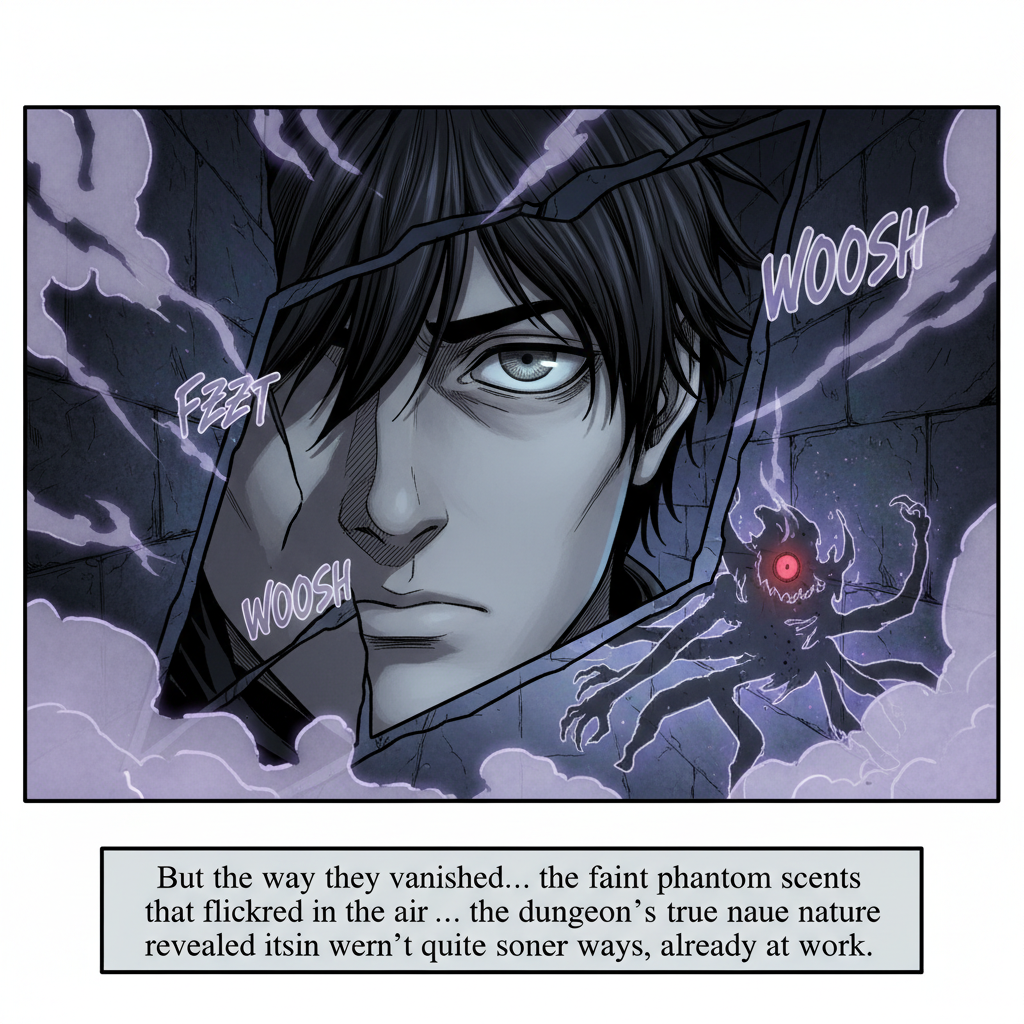 WOOSH
FZZT
WOOSH
But the way they vanished... the faint phantom scents
that flickred in the air ... the dungeon's true naue nature
revealed itsin wern't quite soner ways, already at work.